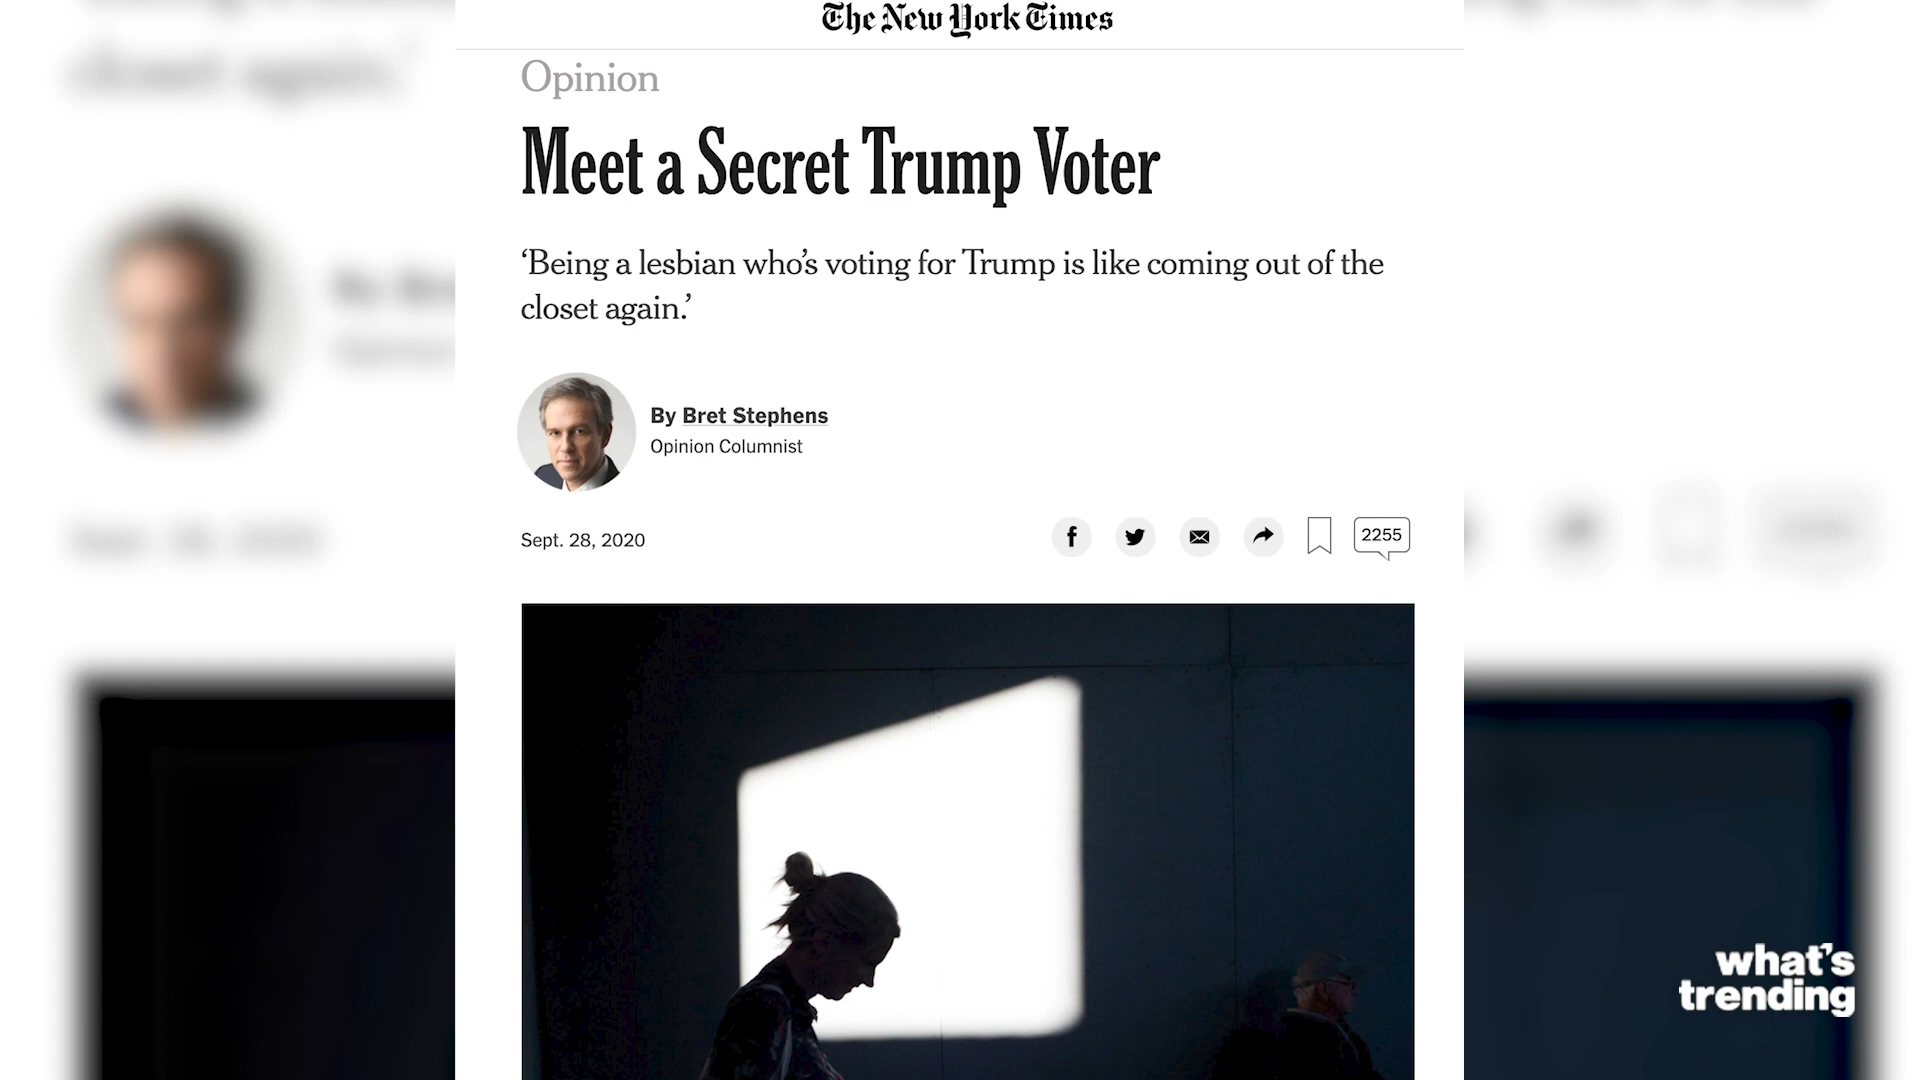 The New York Times
Opinion
Meet a Secret Trump Voter
‘Being a lesbian who’s voting for Trump is like coming out of the
closet again.’
By Bret Stephens
Opinion Columnist
Sept. 28, 2020
2255
what’s
trending